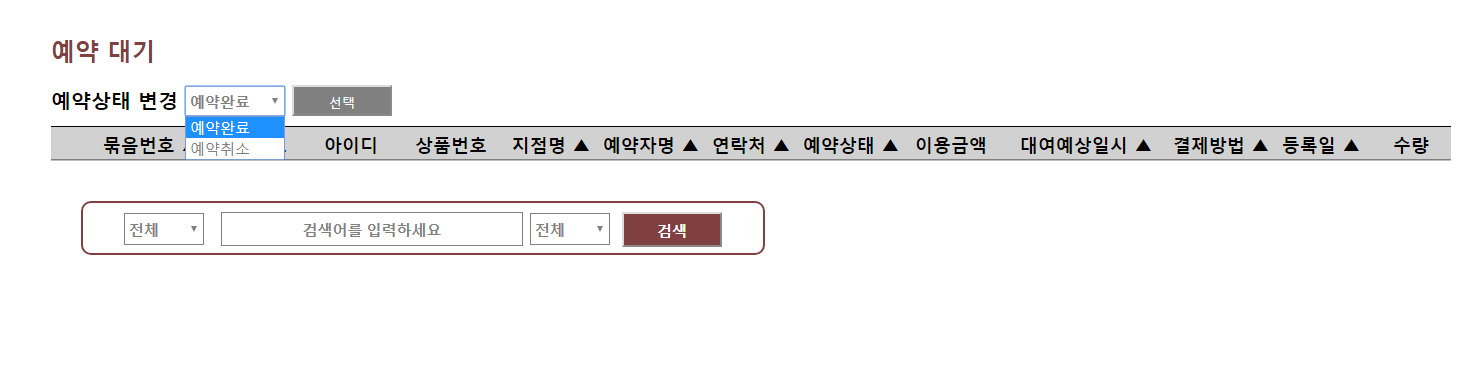 예약 대기
예약상태 변경 예약완료 ▼ 선택
예약완료
예약취소
묶음번호 아이디 상품번호 지점명 ▲ 예약자명 ▲ 연락처 ▲ 예약상태 ▲ 이용금액 대여예상일시 ▲ 결제방법 ▲ 등록일 ▲ 수량
전체 ▼ 검색어를 입력하세요 전체 ▼ 검색